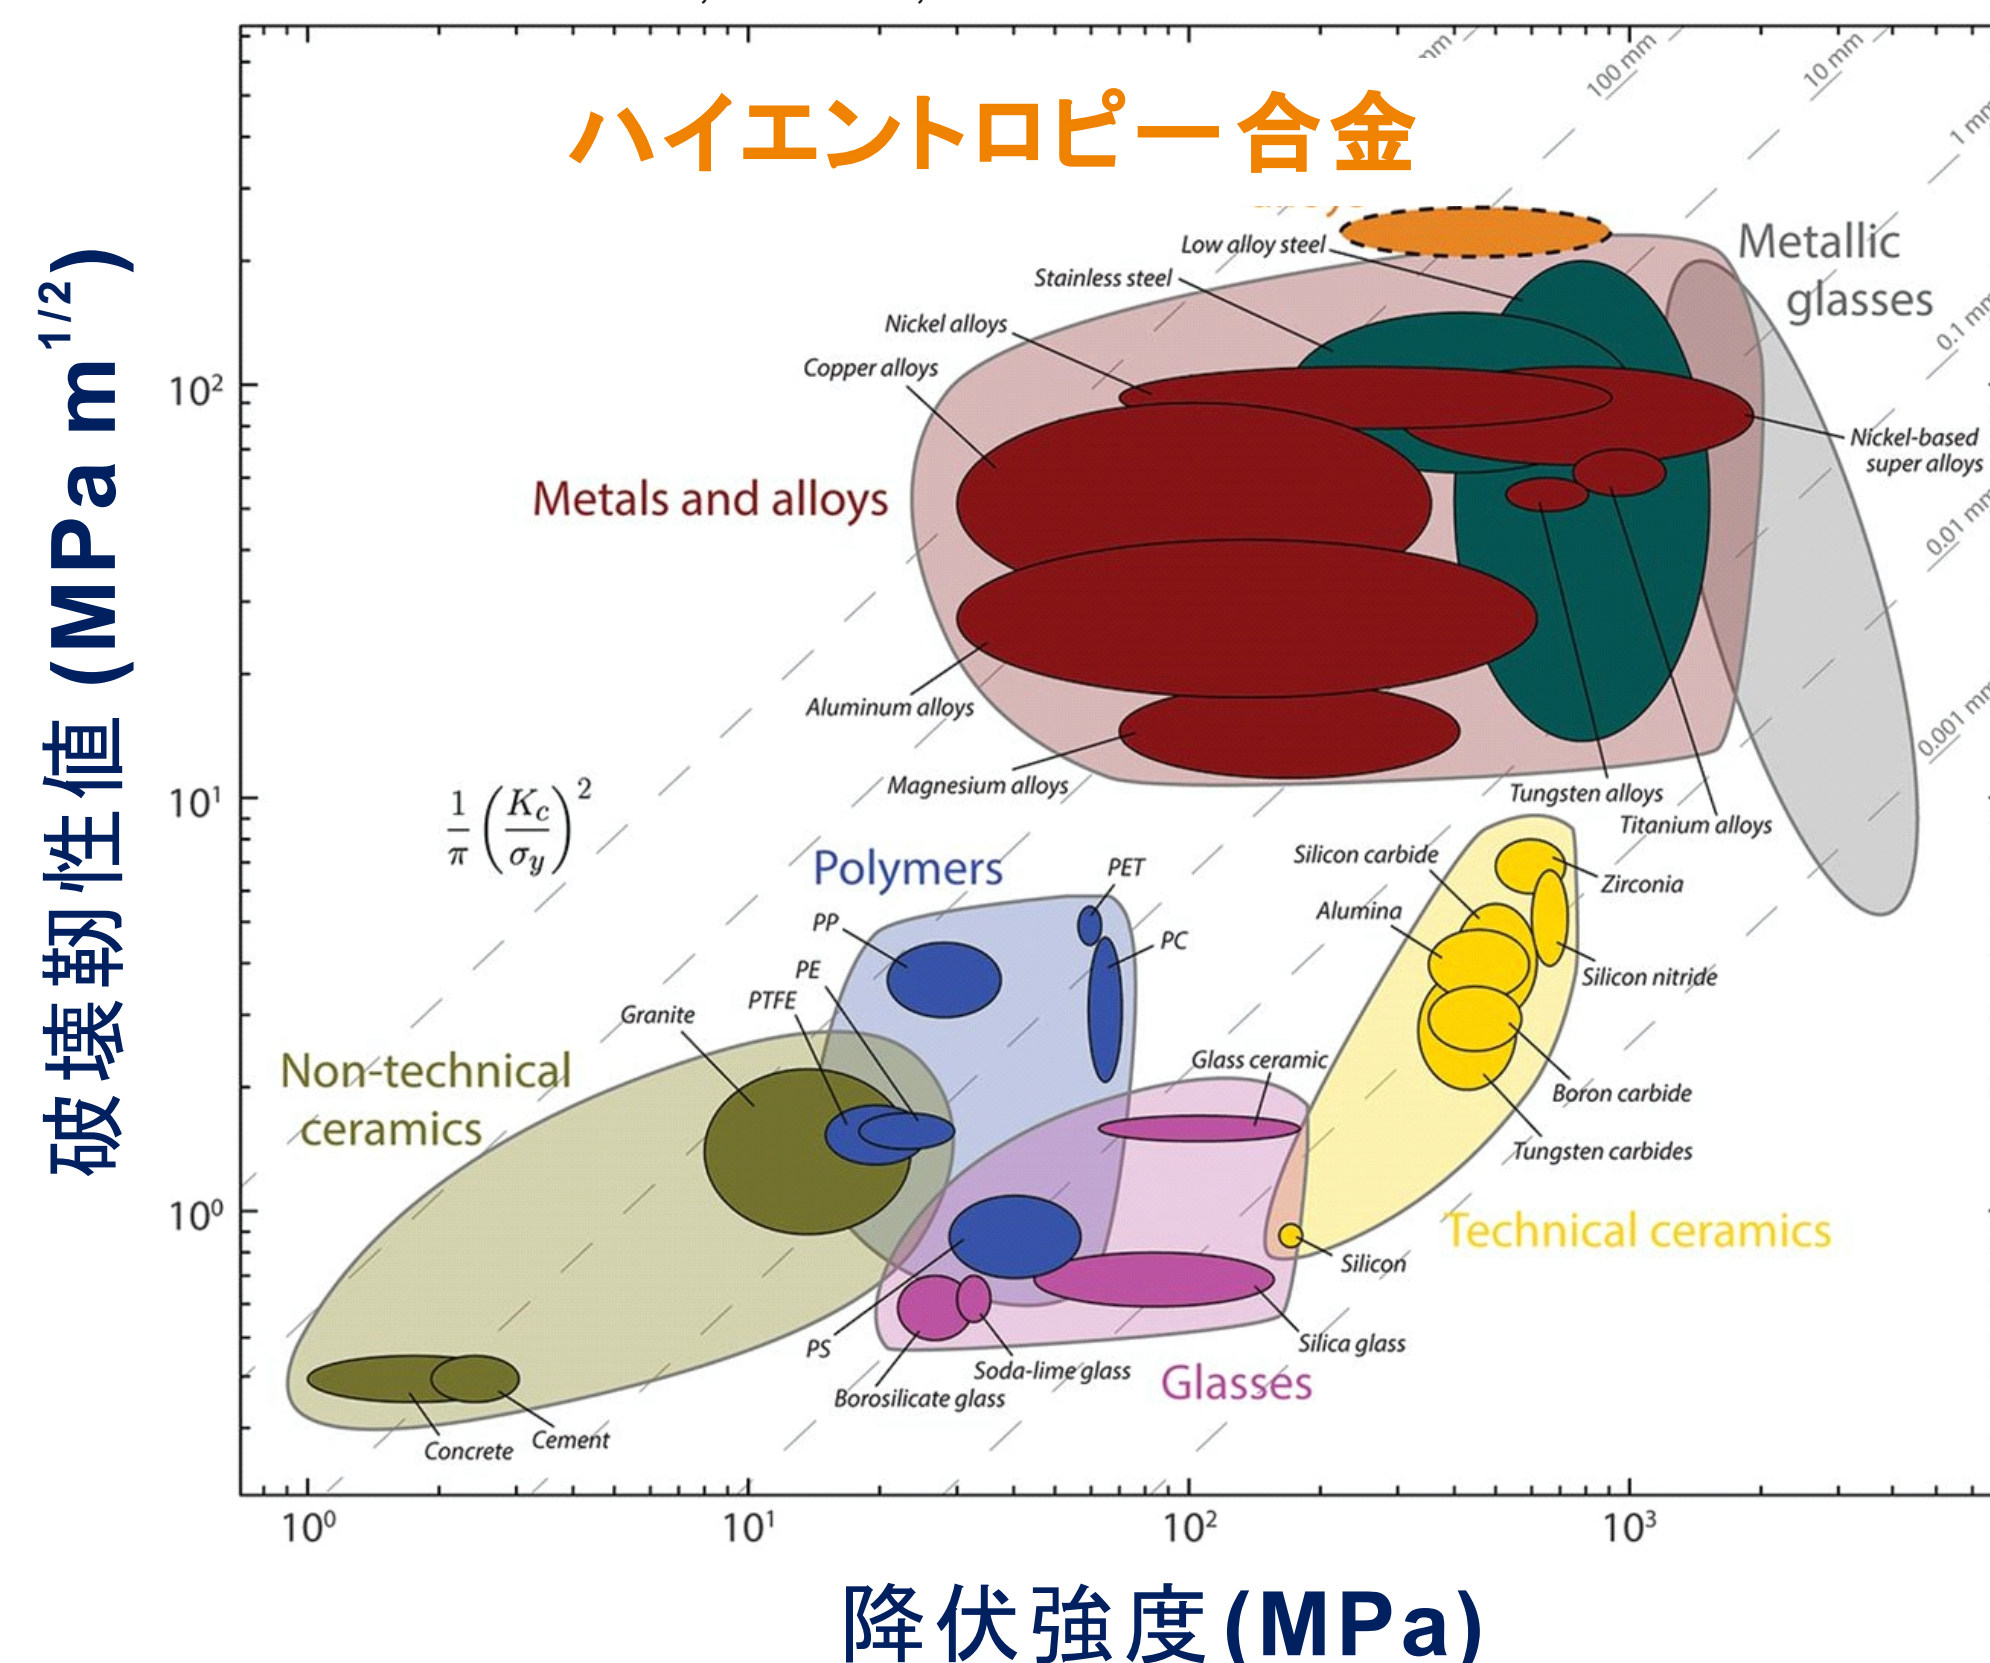 100 mm
10 mm
1 mm
ハイエントロピー合金
Low alloy steel
Metallic
glasses
Stainless steel
Nickel alloys
0.1 mm
Copper alloys
10²
Nickel-based
super alloys
Metals and alloys
0.01 mm
Aluminum alloys
0.001 mm
Magnesium alloys
Tungsten alloys
Titanium alloys
10¹
1/π (K_c/σ_y)²
Polymers
PET
Silicon carbide
Zirconia
Alumina
PP
PC
PE
Silicon nitride
PTFE
Granite
Glass ceramic
Non-technical
ceramics
Boron carbide
Tungsten carbides
10⁰
Technical ceramics
Silicon
PS
Silica glass
Soda-lime glass
Glasses
Borosilicate glass
Cement
Concrete
10⁰ 10¹ 10² 10³
破壊靭性値 (MPa m^1/2)
降伏強度(MPa)